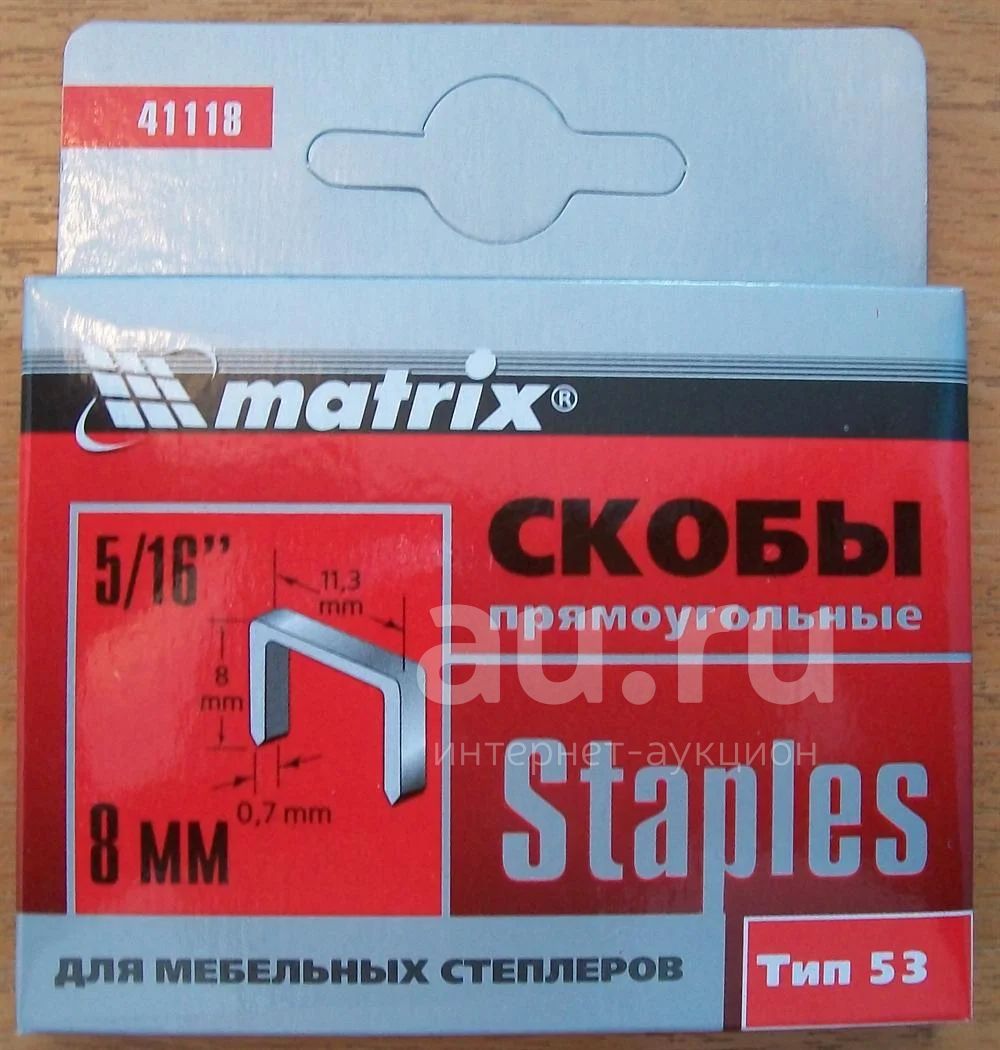 41118
matrix®
СКОБЫ
прямоугольные
5/16”
11,3
mm
8
mm
0,7 mm
8 мм
au.ru
интернет-аукцион
Staples
ДЛЯ МЕБЕЛЬНЫХ СТЕПЛЕРОВ
Тип 53